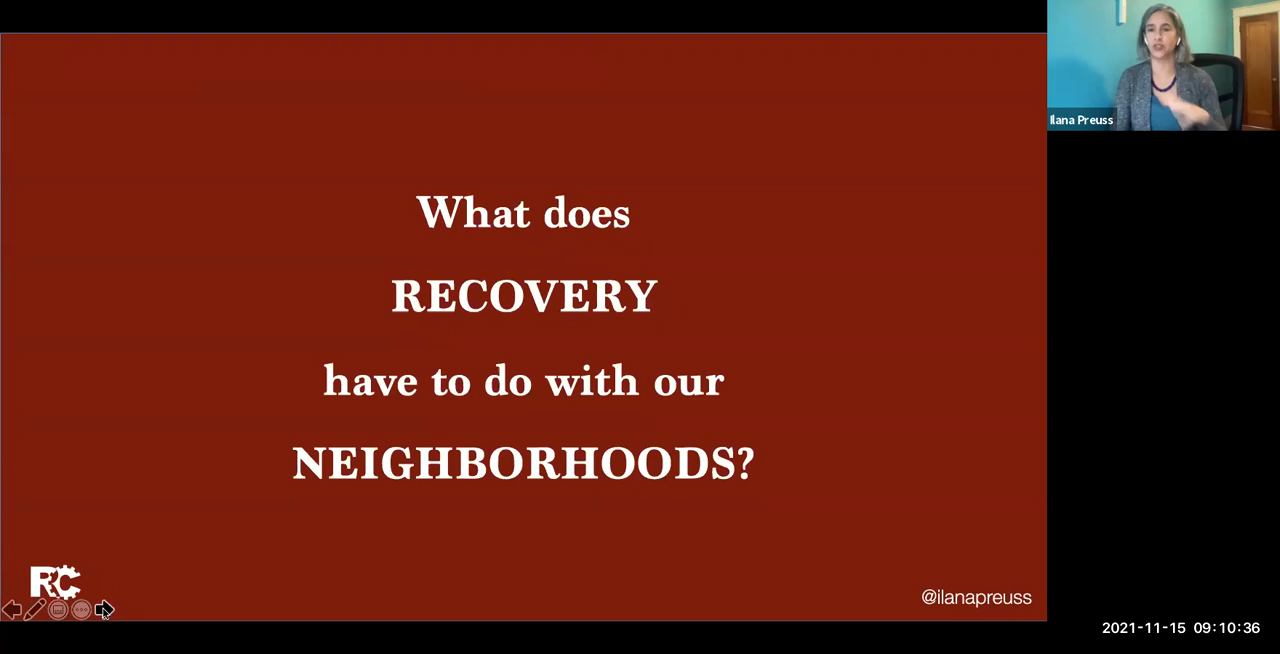 What does
RECOVERY
have to do with our
NEIGHBORHOODS?
RC
@ilanapreuss
Ilana Preuss
2021-11-15 09:10:36